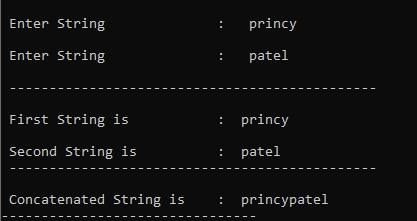 Enter String : princy
Enter String : patel
-----------------------------------------------
First String is : princy
Second String is : patel
-----------------------------------------------
Concatenated String is : princypatel
--------------------------------